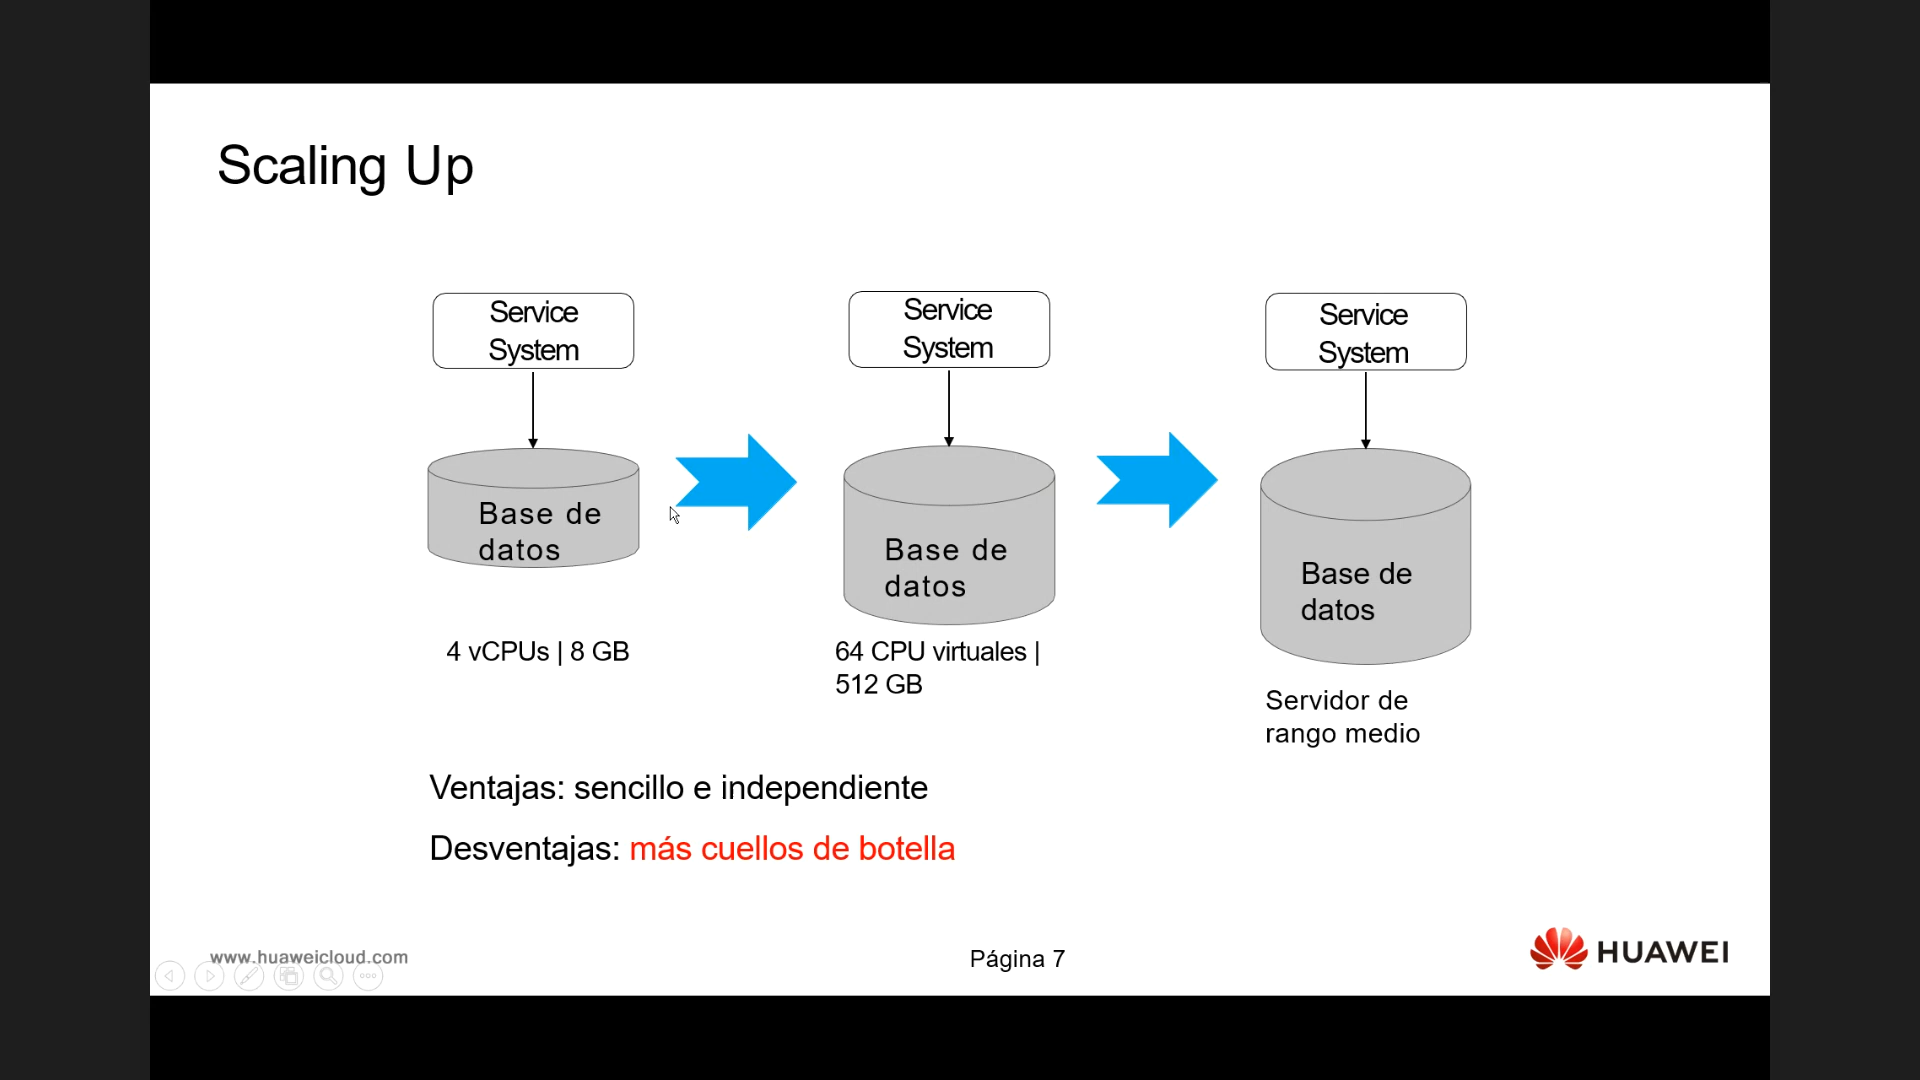 Scaling Up
Service
System
Service
System
Service
System
Base de
datos
Base de
datos
Base de
datos
4 vCPUs | 8 GB
64 CPU virtuales |
512 GB
Servidor de
rango medio
Ventajas: sencillo e independiente
Desventajas: más cuellos de botella
www.huaweicloud.com
Página 7
HUAWEI